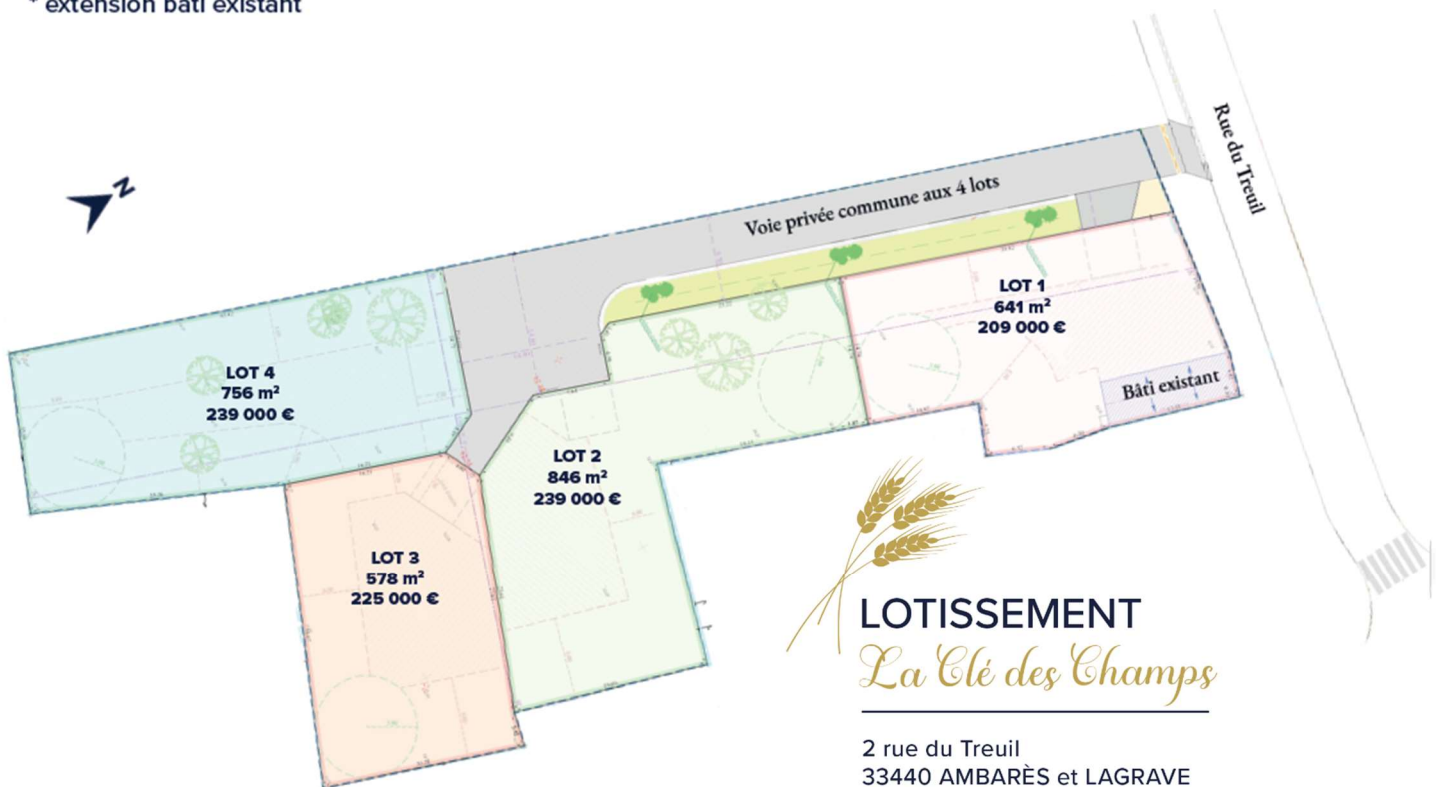 * extension bâti existant
N
Rue du Treuil
Voie privée commune aux 4 lots
LOT 1
641 m²
209 000 €
Bâti existant
LOT 4
756 m²
239 000 €
LOT 2
846 m²
239 000 €
LOT 3
578 m²
225 000 €
LOTISSEMENT
La Clé des Champs
2 rue du Treuil
33440 AMBARÈS et LAGRAVE